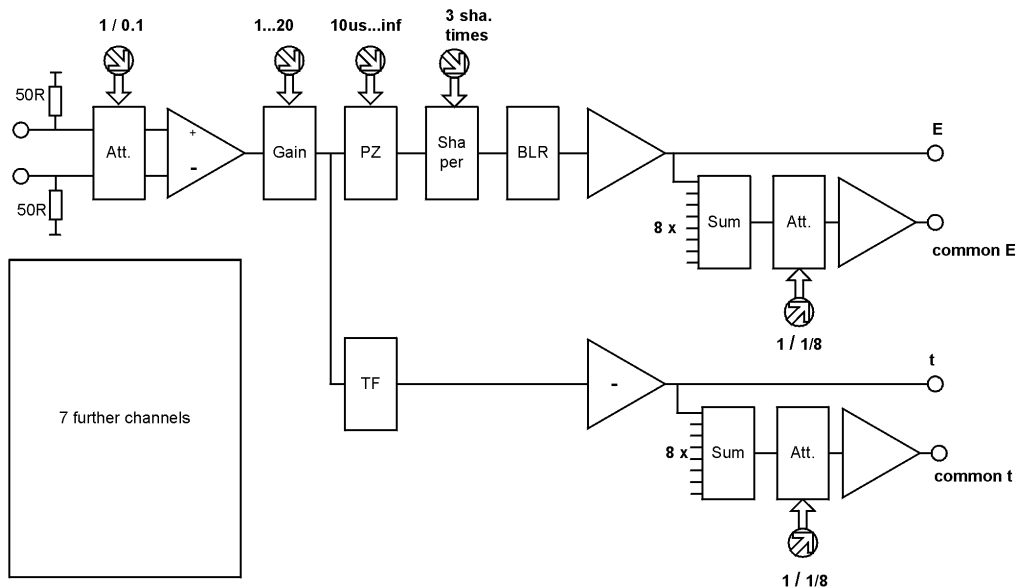 1 / 0.1
1...20
10us...inf
3 sha.
times
50R
+
-
Att.
Gain
PZ
Sha
per
BLR
E
50R
8 x
Sum
Att.
common E
1 / 1/8
7 further channels
TF
-
t
8 x
Sum
Att.
common t
1 / 1/8